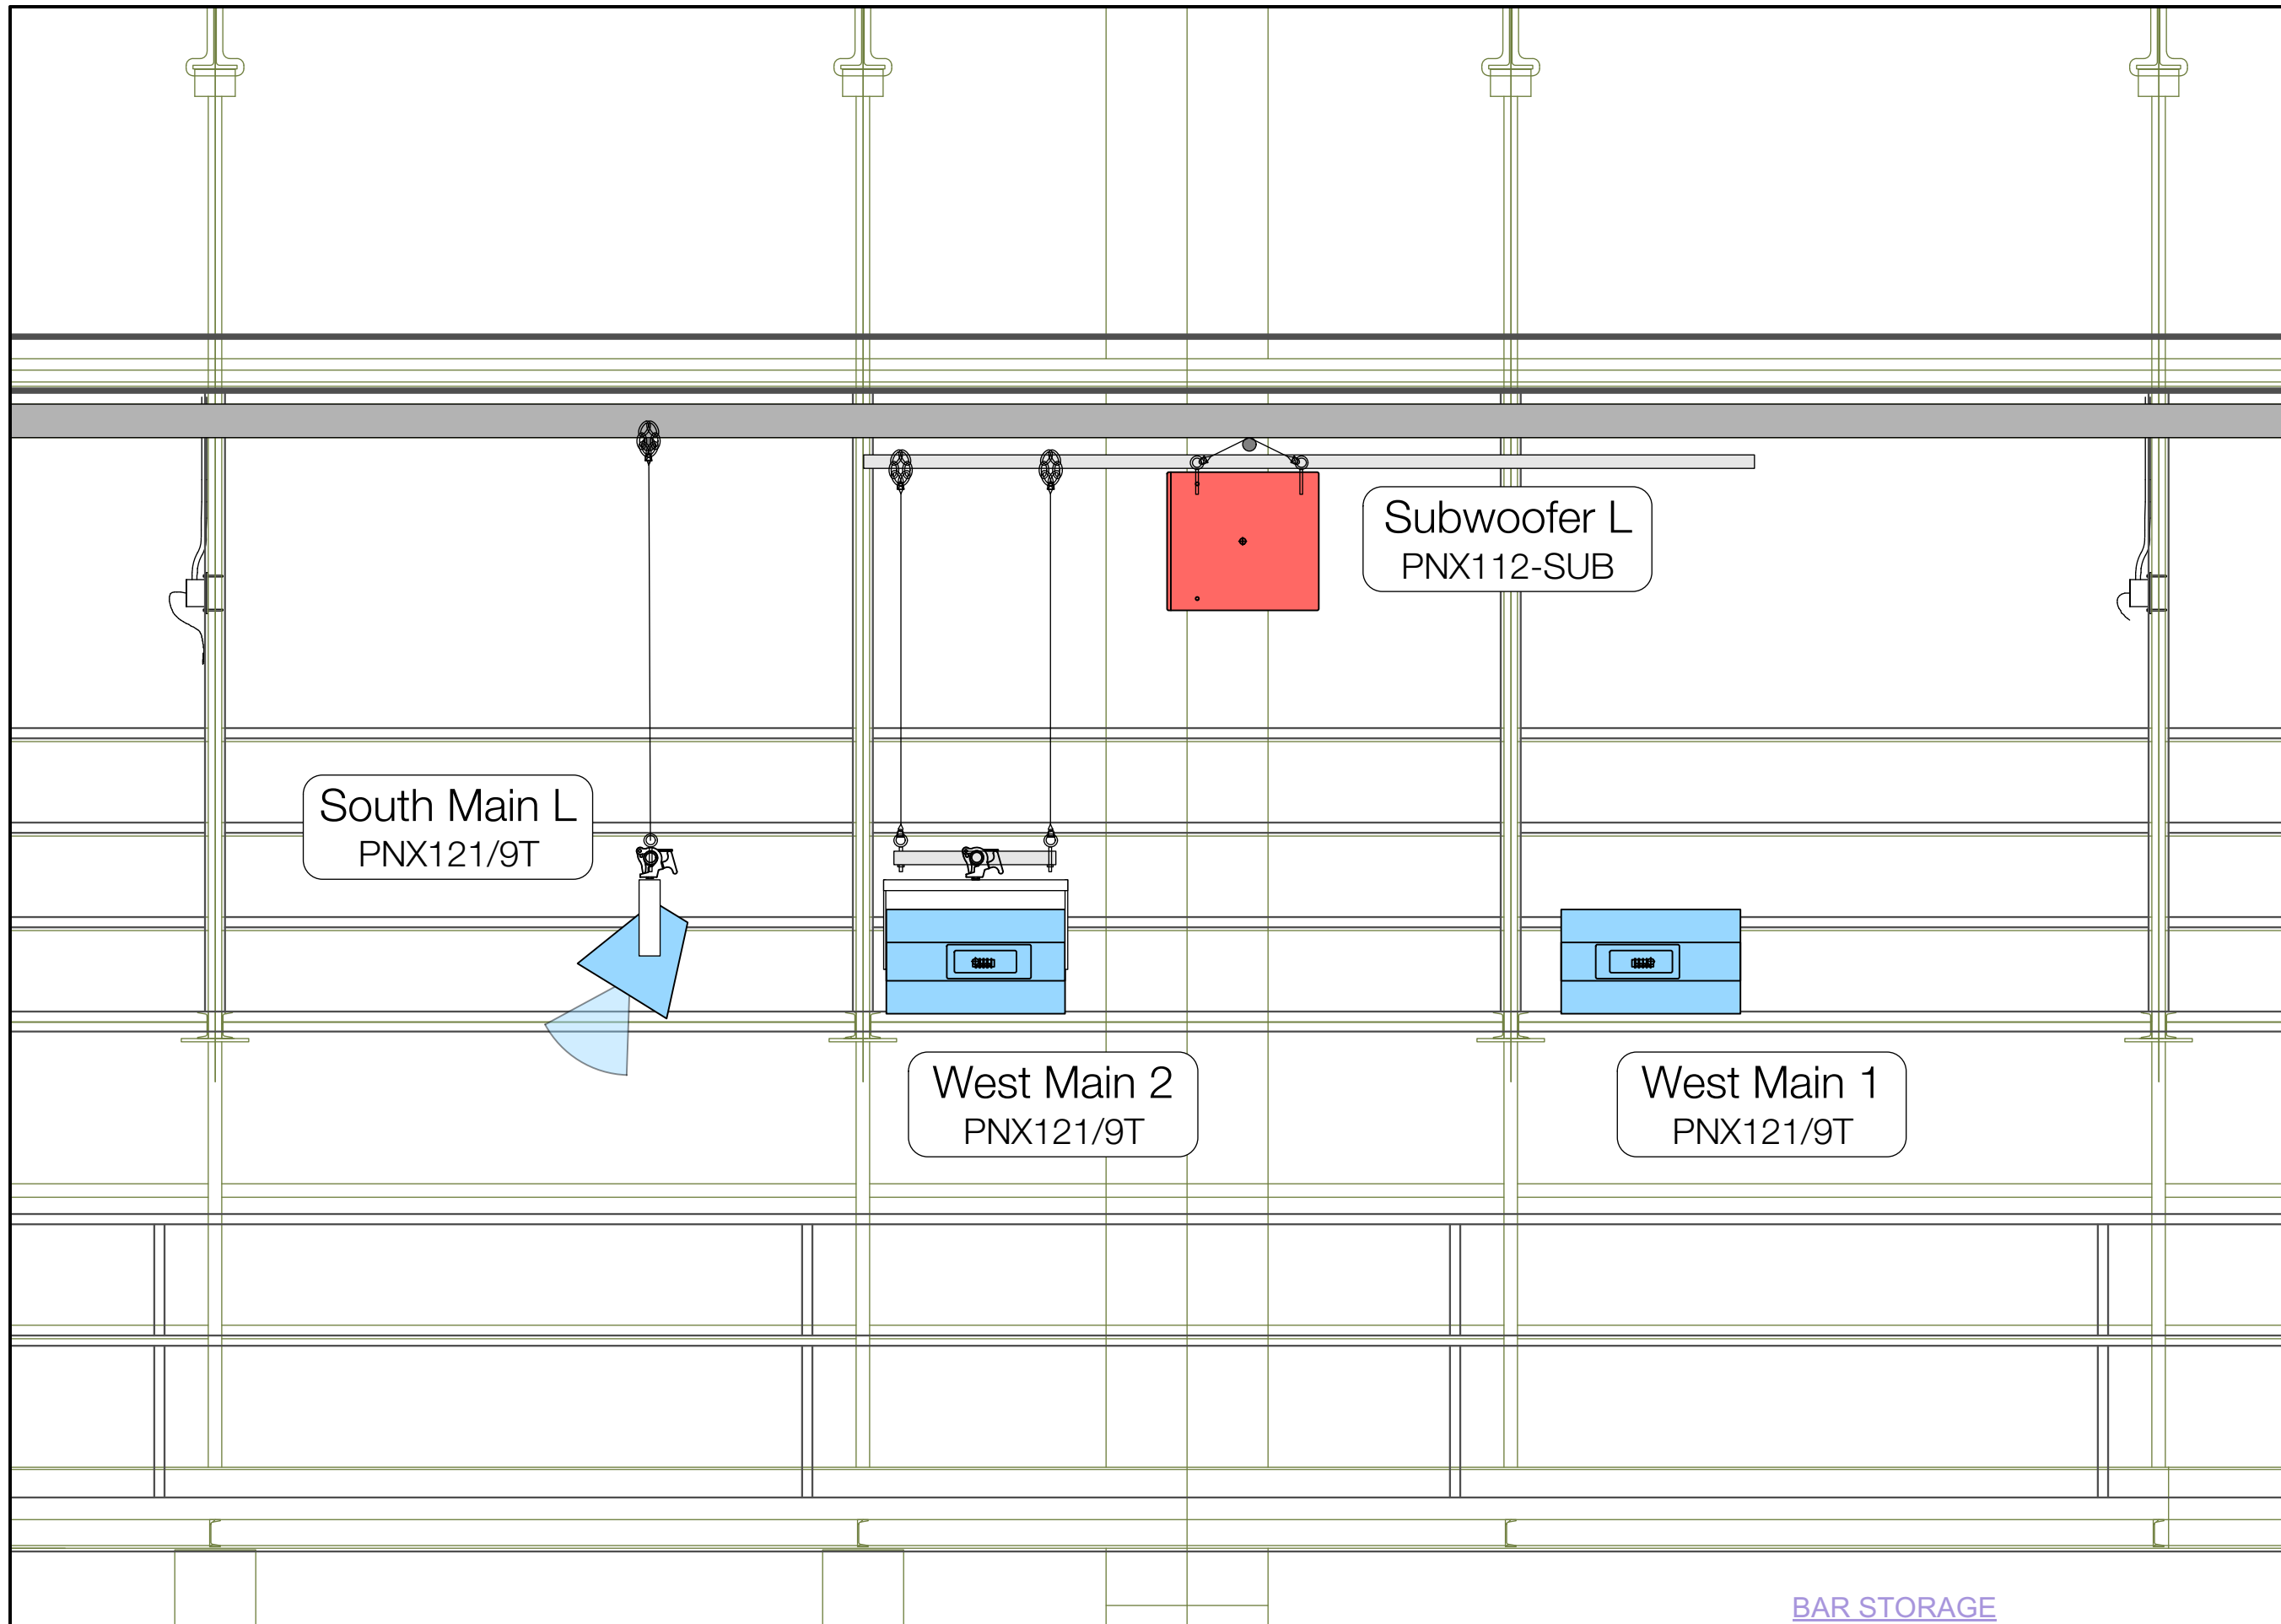 Subwoofer L
PNX112-SUB
South Main L
PNX121/9T
West Main 2
PNX121/9T
West Main 1
PNX121/9T
BAR STORAGE